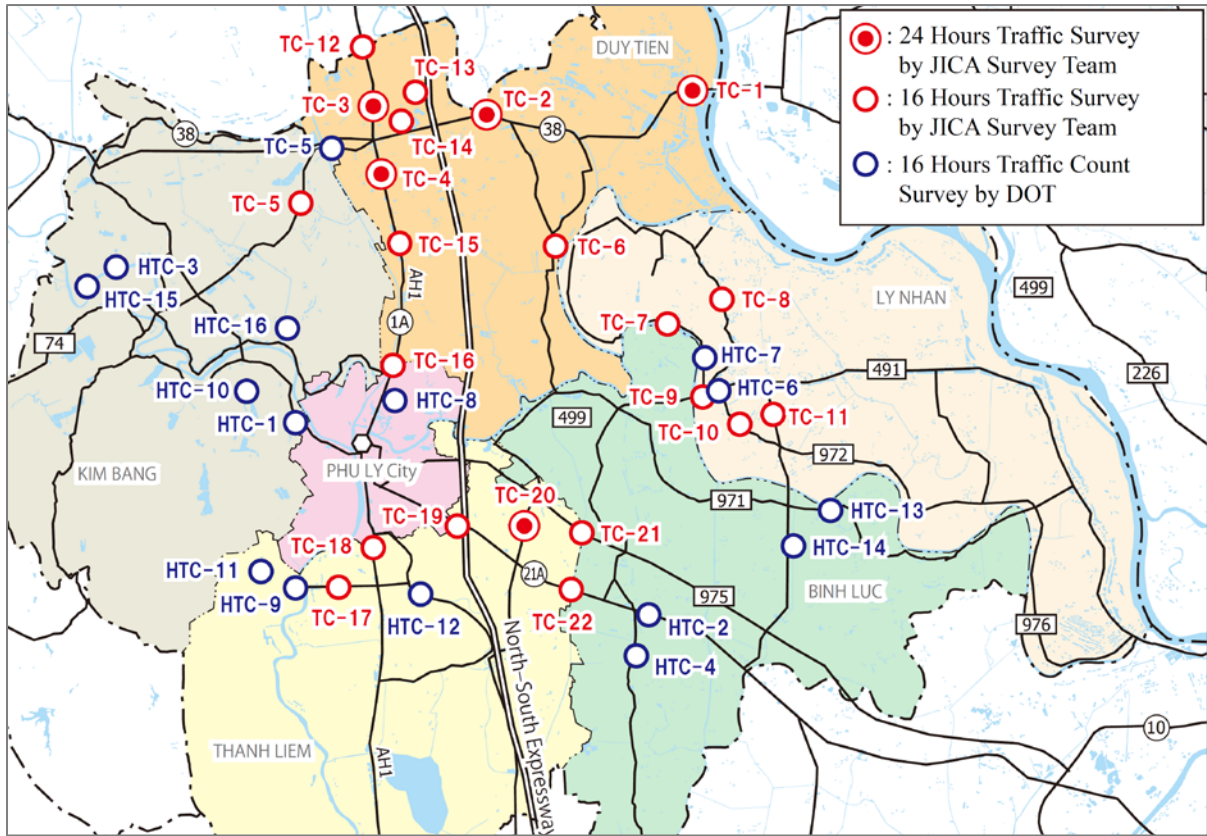 TC-12
DUY TIEN
: 24 Hours Traffic Survey
by JICA Survey Team
: 16 Hours Traffic Survey
by JICA Survey Team
: 16 Hours Traffic Count
Survey by DOT
TC-13
TC-3
TC-2
TC-1
38
TC-5
TC-14
38
TC-4
TC-5
TC-15
TC-6
HTC-3
HTC-15
AH1
TC-8
LY NHAN
499
HTC-16
1A
TC-7
74
TC-16
HTC-7
HTC-10
HTC-8
HTC-6
491
226
TC-9
TC-11
HTC-1
499
TC-10
KIM BANG
PHU LY City
972
TC-20
971
HTC-13
TC-19
TC-21
TC-18
HTC-14
HTC-11
21A
HTC-9
975
BINH LUC
TC-17
HTC-12
TC-22
HTC-2
976
HTC-4
North-South Expressway
10
THANH LIEM
AH1